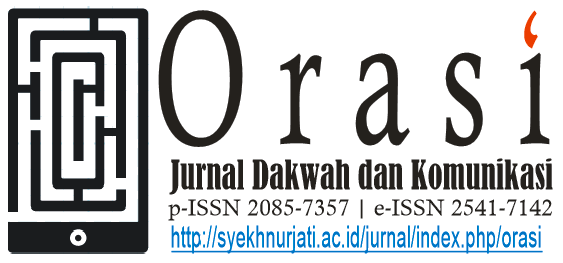 Orasi
Jurnal Dakwah dan Komunikasi
p-ISSN 2085-7357 | e-ISSN 2541-7142
http://syekhnurjati.ac.id/jurnal/index.php/orasi